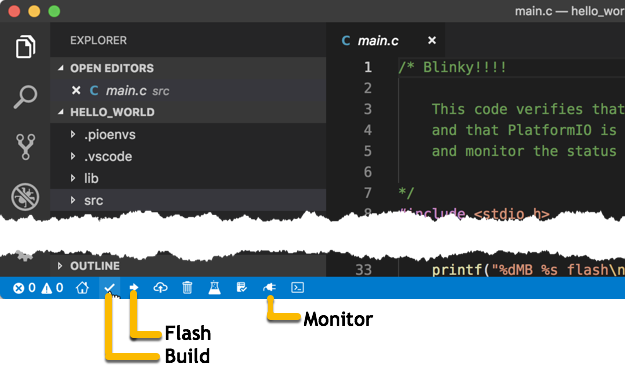 main.c — hello_wor
EXPLORER
OPEN EDITORS
C main.c src
HELLO_WORLD
.pioenvs
.vscode
lib
src
OUTLINE
C main.c
1 /* Blinky!!!!
2
3 This code verifies that
4 and that PlatformIO is
5 and monitor the status
6
7 */
8 #include <stdio.h>
33 printf("%dMB %s flash\n
0 0
Monitor
Flash
Build